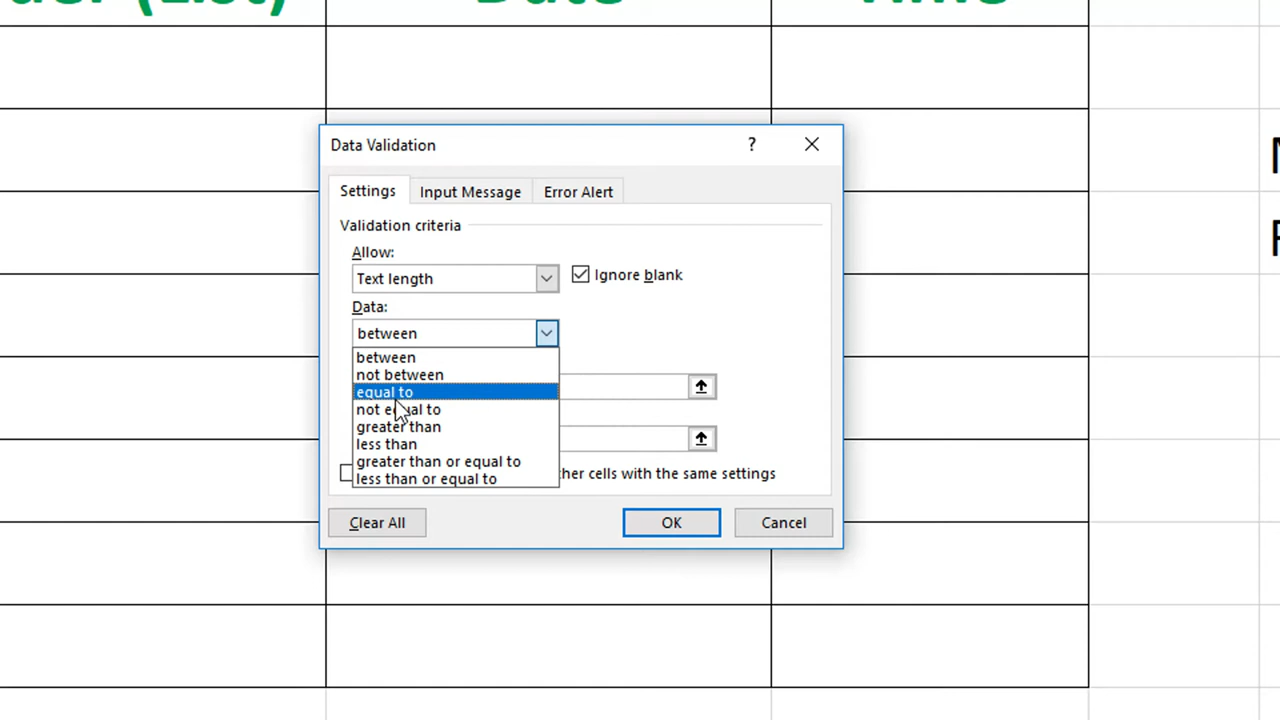 (List)
Date
Time
Data Validation
?
Settings
Input Message
Error Alert
Validation criteria
Allow:
Text length
Ignore blank
Data:
between
between
not between
equal to
not equal to
greater than
less than
greater than or equal to
less than or equal to
cells with the same settings
Clear All
OK
Cancel